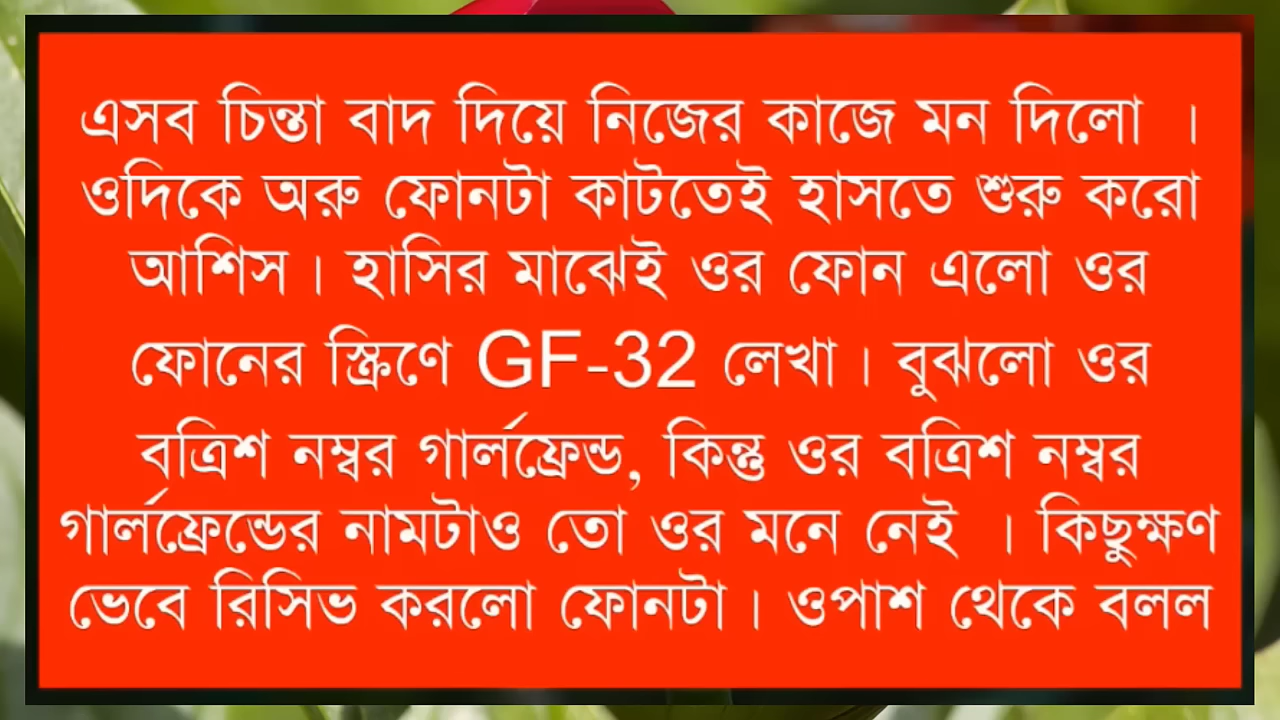 এসব চিন্তা বাদ দিয়ে নিজের কাজে মন দিলো ।
ওদিকে অরু ফোনটা কাটতেই হাসতে শুরু করো
আশিস । হাসির মাঝেই ওর ফোন এলো ওর
ফোনের স্ক্রিণে GF-32 লেখা । বুঝলো ওর
বত্রিশ নম্বর গার্লফ্রেন্ড, কিন্তু ওর বত্রিশ নম্বর
গার্লফ্রেন্ডের নামটাও তো ওর মনে নেই । কিছুক্ষণ
ভেবে রিসিভ করলো ফোনটা । ওপাশ থেকে বলল